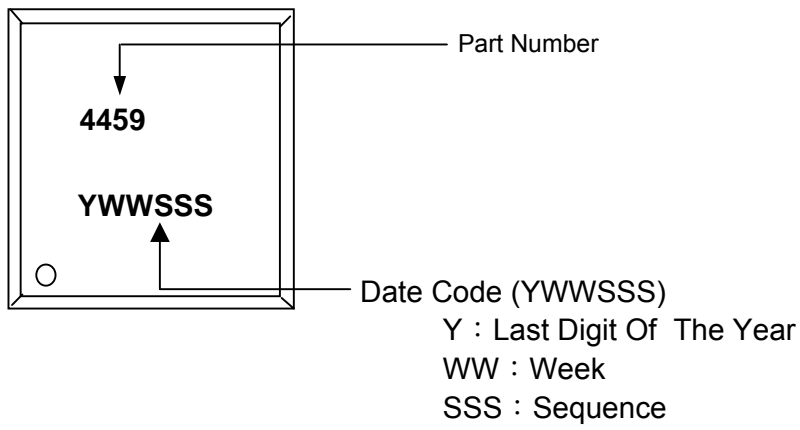 Part Number
4459
YWWSSS
Date Code (YWWSSS)
Y：Last Digit Of The Year
WW：Week
SSS：Sequence